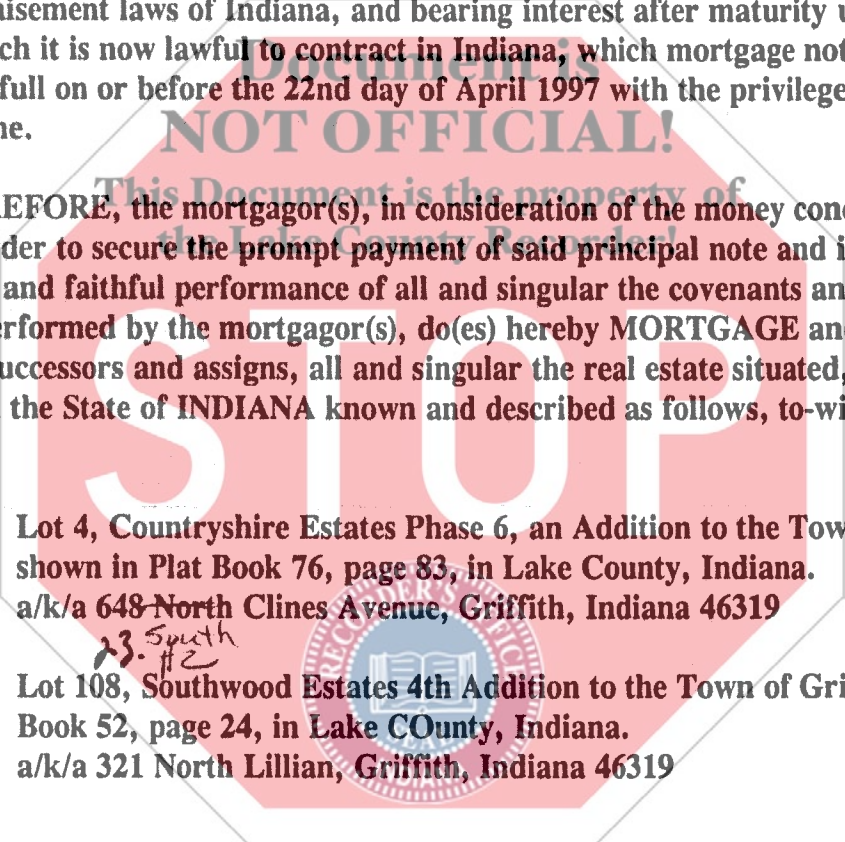 isement laws of Indiana, and bearing interest after maturity
ch it is now lawful to contract in Indiana, which mortgage not
full on or before the 22nd day of April 1997 with the privilege
ne.
Document is
NOT OFFICIAL!
This Document is the property of
the Lake County Recorder!
EFORE, the mortgagor(s), in consideration of the money con
der to secure the prompt payment of said principal note and i
and faithful performance of all and singular the covenants an
rformed by the mortgagor(s), do(es) hereby MORTGAGE an
uccessors and assigns, all and singular the real estate situated,
the State of INDIANA known and described as follows, to-wi
STOP
Lot 4, Countryshire Estates Phase 6, an Addition to the Tow
shown in Plat Book 76, page 83, in Lake County, Indiana.
a/k/a 648 North Clines Avenue, Griffith, Indiana 46319
23. South
#2
Lot 108, Southwood Estates 4th Addition to the Town of Gri
Book 52, page 24, in Lake COunty, Indiana.
a/k/a 321 North Lillian, Griffith, Indiana 46319
RECORDER'S OFFICE
SEAL
INDIANA